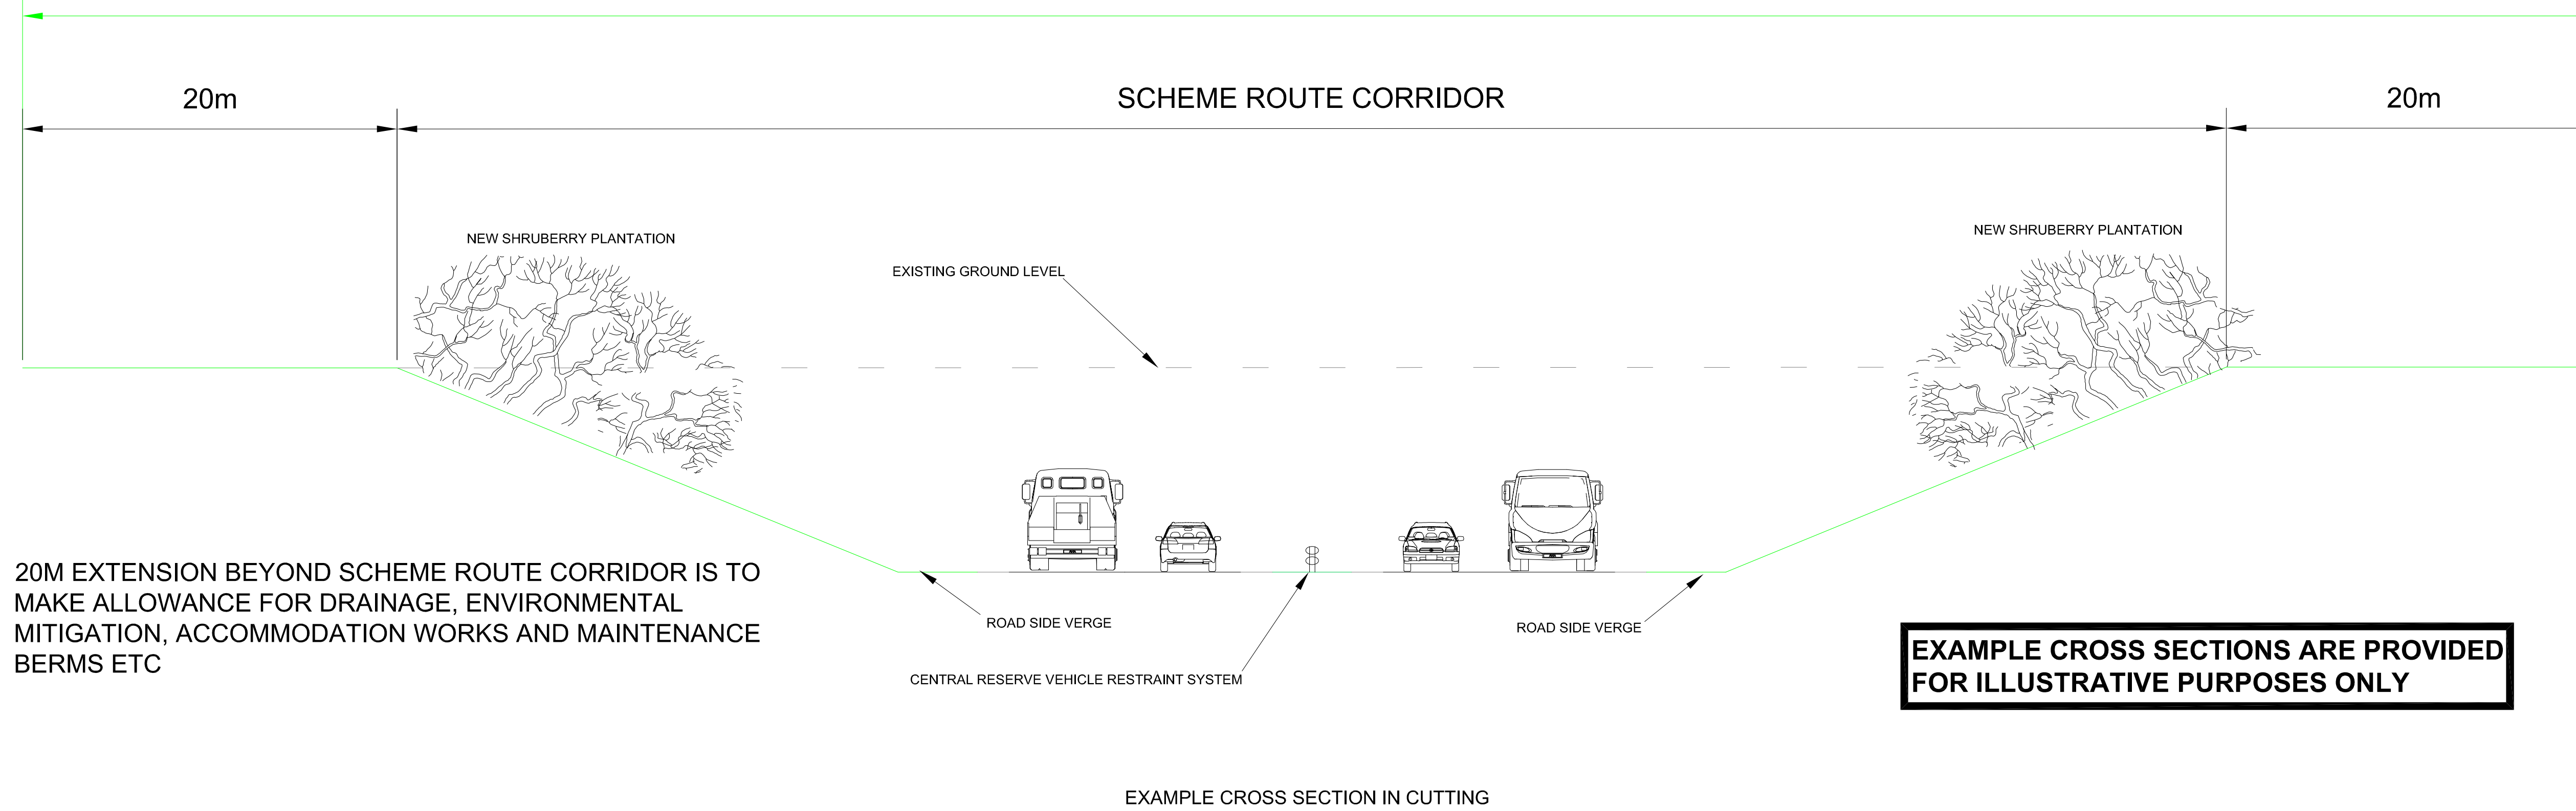 20m
SCHEME ROUTE CORRIDOR
20m
NEW SHRUBERRY PLANTATION
NEW SHRUBERRY PLANTATION
EXISTING GROUND LEVEL
20M EXTENSION BEYOND SCHEME ROUTE CORRIDOR IS TO
MAKE ALLOWANCE FOR DRAINAGE, ENVIRONMENTAL
MITIGATION, ACCOMMODATION WORKS AND MAINTENANCE
BERMS ETC
ROAD SIDE VERGE
ROAD SIDE VERGE
CENTRAL RESERVE VEHICLE RESTRAINT SYSTEM
EXAMPLE CROSS SECTIONS ARE PROVIDED
FOR ILLUSTRATIVE PURPOSES ONLY
EXAMPLE CROSS SECTION IN CUTTING